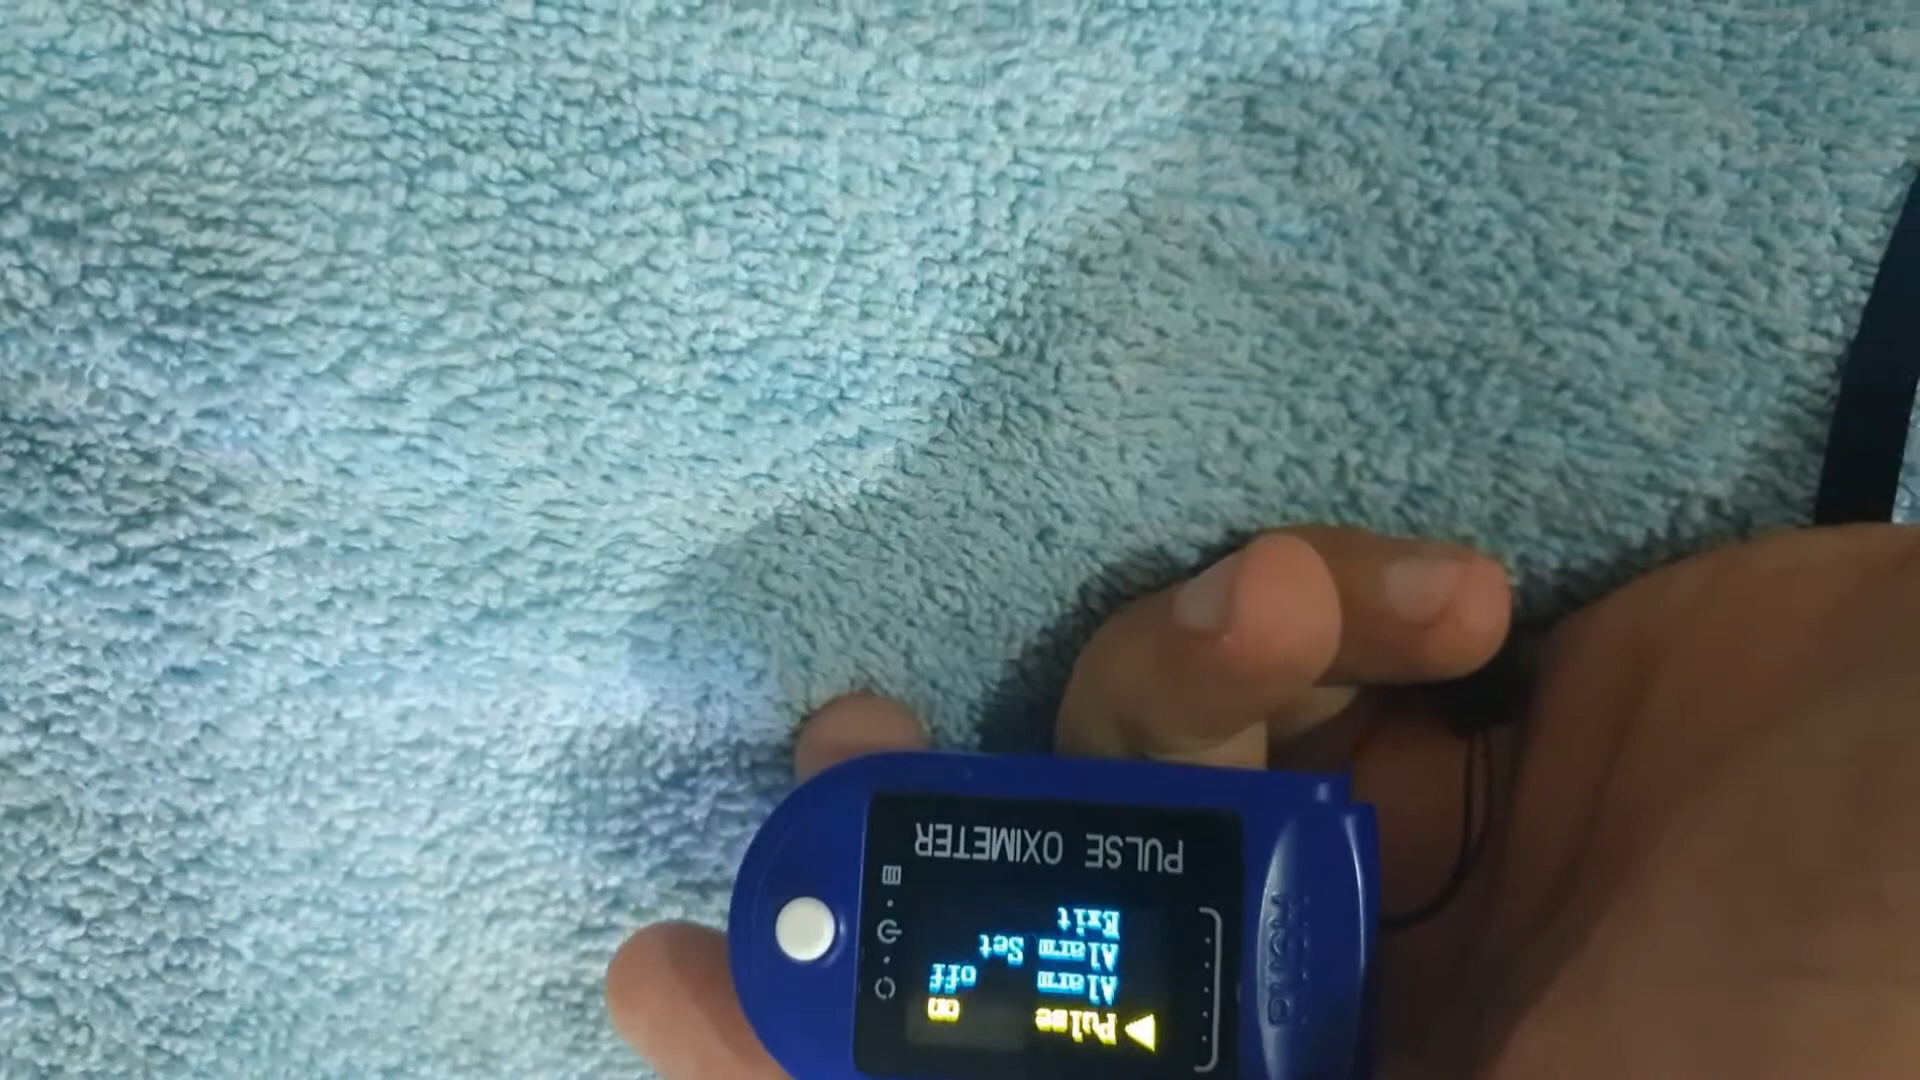 Pulse on
Alarm off
Alarm Set
Exit
PULSE OXIMETER